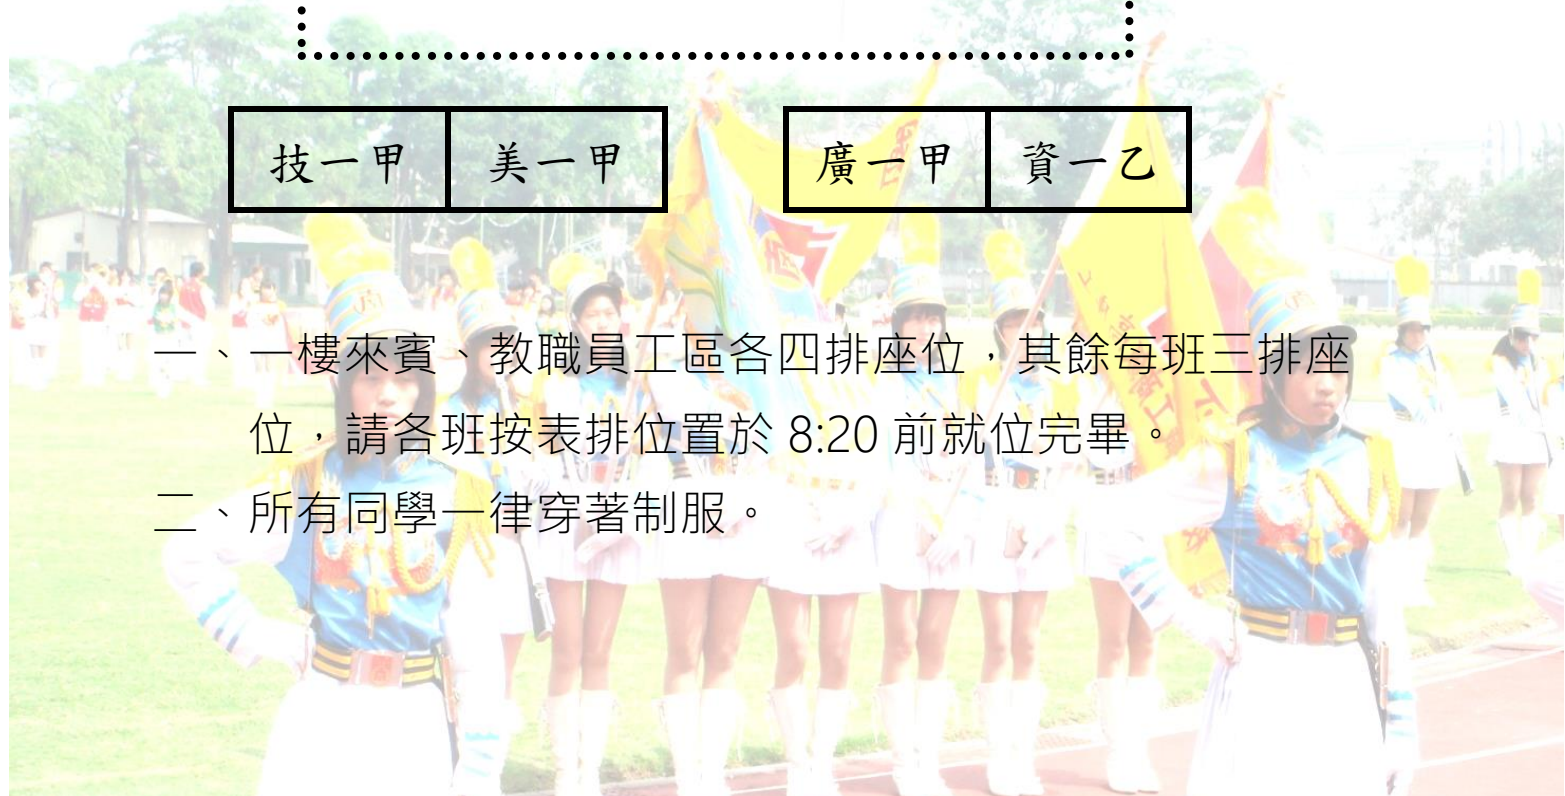 技一甲 美一甲 廣一甲 資一乙
一、一樓來賓、教職員工區各四排座位，其餘每班三排座
位，請各班按表排位置於 8:20 前就位完畢。
二、所有同學一律穿著制服。